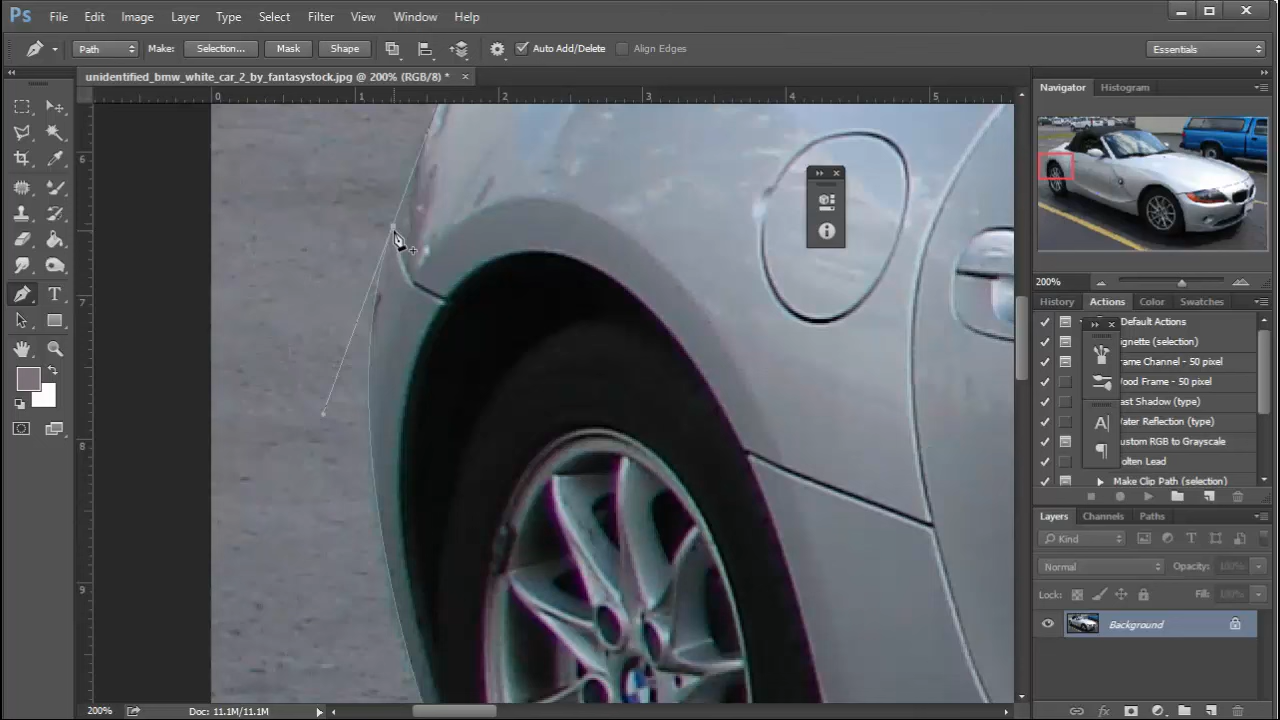 Ps File Edit Image Layer Type Select Filter View Window Help
Path Make: Selection... Mask Shape Auto Add/Delete Align Edges Essentials
unidentified_bmw_white_car_2_by_fantasystock.jpg @ 200% (RGB/8) *
Navigator Histogram
0 1 2 3 4 5
6
7
8
9
200%
History Actions Color Swatches
Default Actions
gnette (selection)
rame Channel - 50 pixel
ood Frame - 50 pixel
ast Shadow (type)
ater Reflection (type)
ustom RGB to Grayscale
olten Lead
Make Clip Path (selection)
Layers Channels Paths
Kind
Normal Opacity: 100%
Lock: Fill: 100%
Background
200% Doc: 11.1M/11.1M